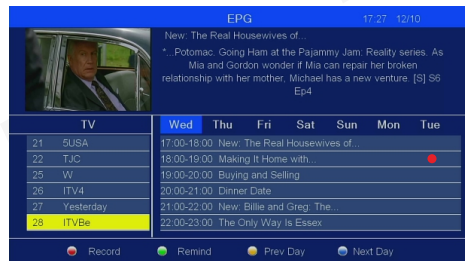 EPG 17:27 12/10
New: The Real Housewives of...
"...Potomac. Going Ham at the Pajammy Jam: Reality series. As
Mia and Gordon wonder if Mia can repair her broken
relationship with her mother, Michael has a new venture. [S] S6
Ep4
TV
21 5USA
22 TJC
25 W
26 ITV4
27 Yesterday
28 ITVBe
Wed Thu Fri Sat Sun Mon Tue
17:00-18:00 New: The Real Housewives of...
18:00-19:00 Making It Home with...
19:00-20:00 Buying and Selling
20:00-21:00 Dinner Date
21:00-22:00 New: Billie and Greg: The...
22:00-23:00 The Only Way Is Essex
Record Remind Prev Day Next Day